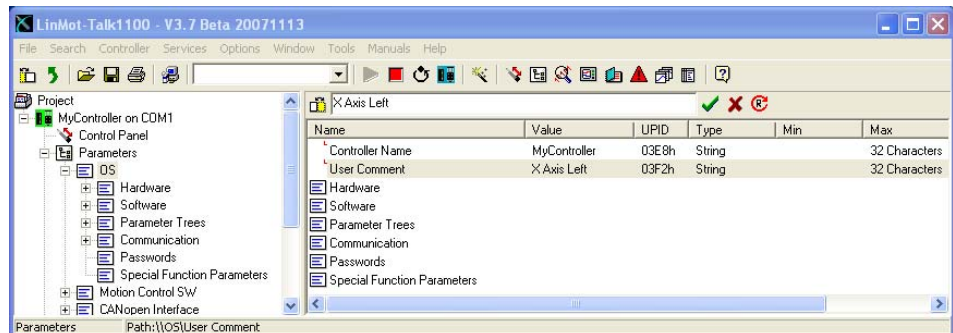 LinMot-Talk1100 - V3.7 Beta 20071113
File Search Controller Services Options Window Tools Manuals Help
Project
MyController on COM1
Control Panel
Parameters
OS
Hardware
Software
Parameter Trees
Communication
Passwords
Special Function Parameters
Motion Control SW
CANopen Interface
X Axis Left
Name Value UPID Type Min Max
Controller Name MyController 03E8h String 32 Characters
User Comment X Axis Left 03F2h String 32 Characters
Hardware
Software
Parameter Trees
Communication
Passwords
Special Function Parameters
Parameters Path:\\OS\User Comment